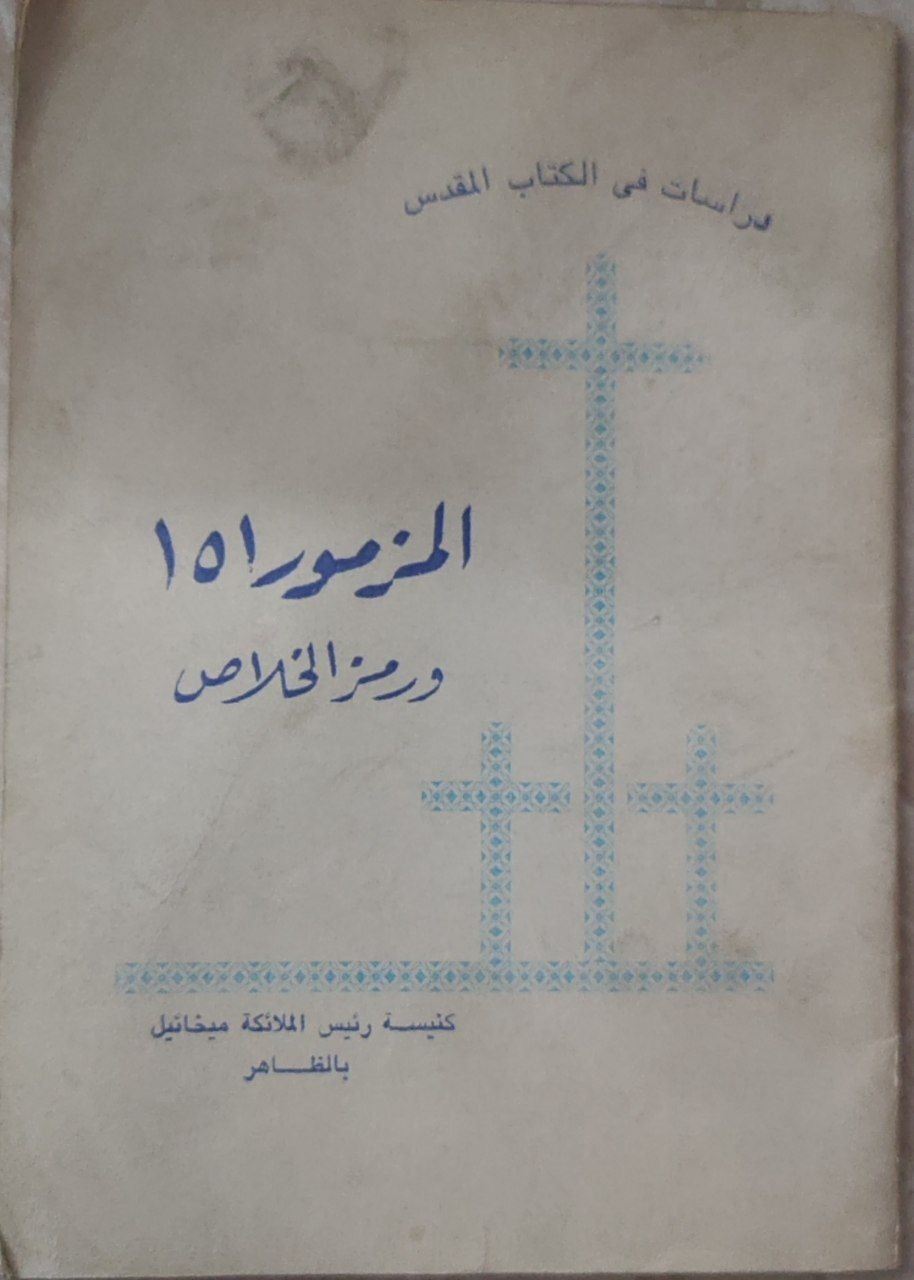 دراسات فى الكتاب المقدس
المزمور ١٥١
ورمز الخلاص
كنيسة رئيس الملائكة ميخائيل
بالظاهر